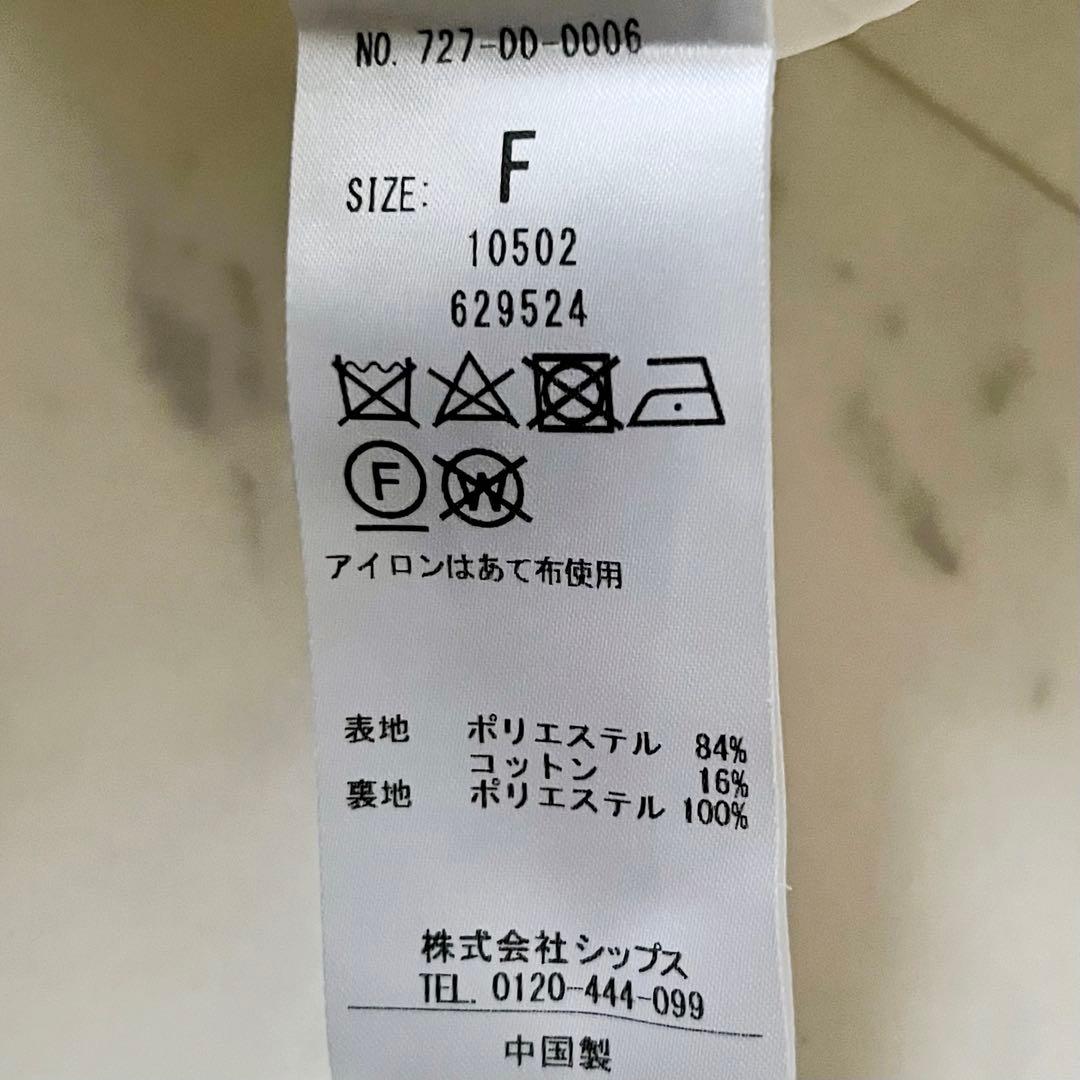 NO. 727-00-0006
SIZE: F
10502
629524
F W
アイロンはあて布使用
表地 ポリエステル 84%
コットン 16%
裏地 ポリエステル 100%
株式会社シップス
TEL. 0120-444-099
中国製